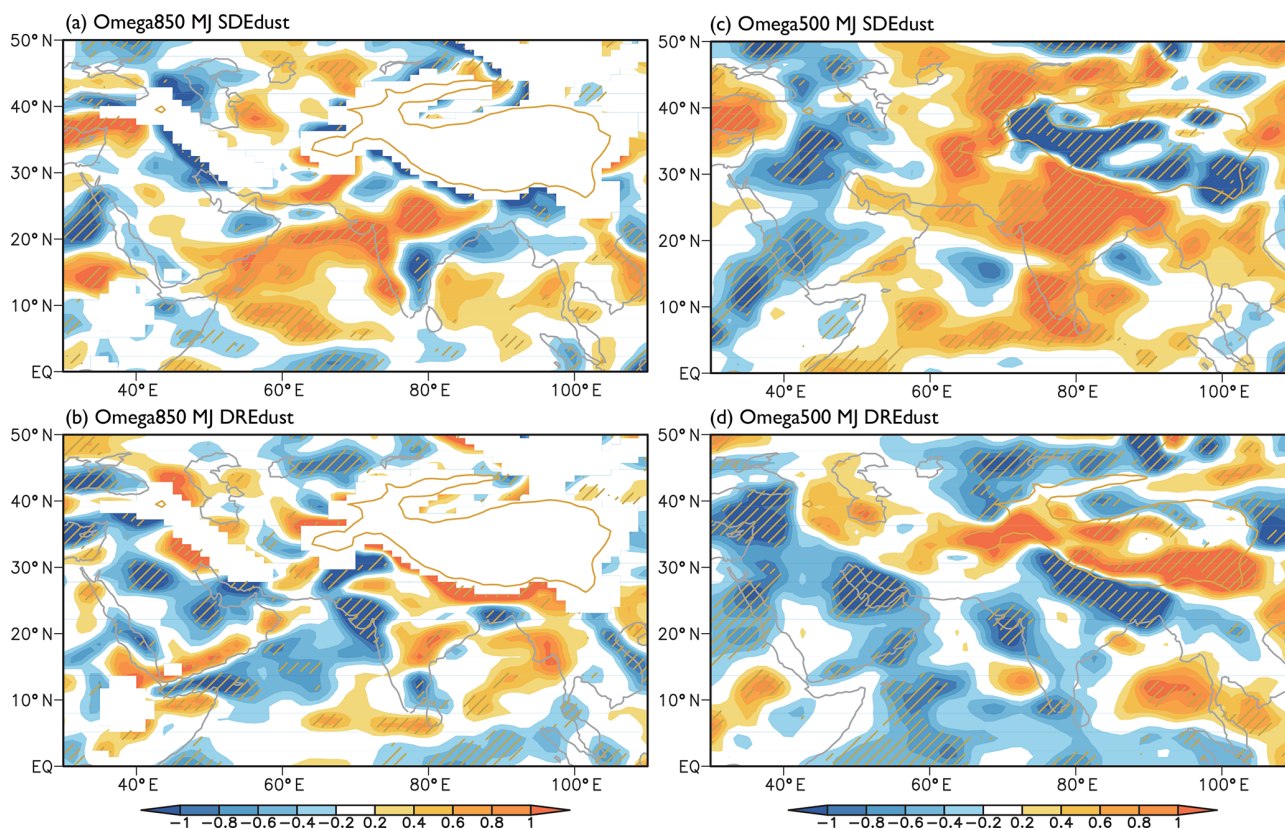 (a) Omega850 MJ SDEdust
50° N
40° N
30° N
20° N
10° N
EQ
40° E 60° E 80° E 100° E
(c) Omega500 MJ SDEdust
50° N
40° N
30° N
20° N
10° N
EQ
40° E 60° E 80° E 100° E
(b) Omega850 MJ DREdust
50° N
40° N
30° N
20° N
10° N
EQ
40° E 60° E 80° E 100° E
-1 -0.8 -0.6 -0.4 -0.2 0.2 0.4 0.6 0.8 1
(d) Omega500 MJ DREdust
50° N
40° N
30° N
20° N
10° N
EQ
40° E 60° E 80° E 100° E
-1 -0.8 -0.6 -0.4 -0.2 0.2 0.4 0.6 0.8 1